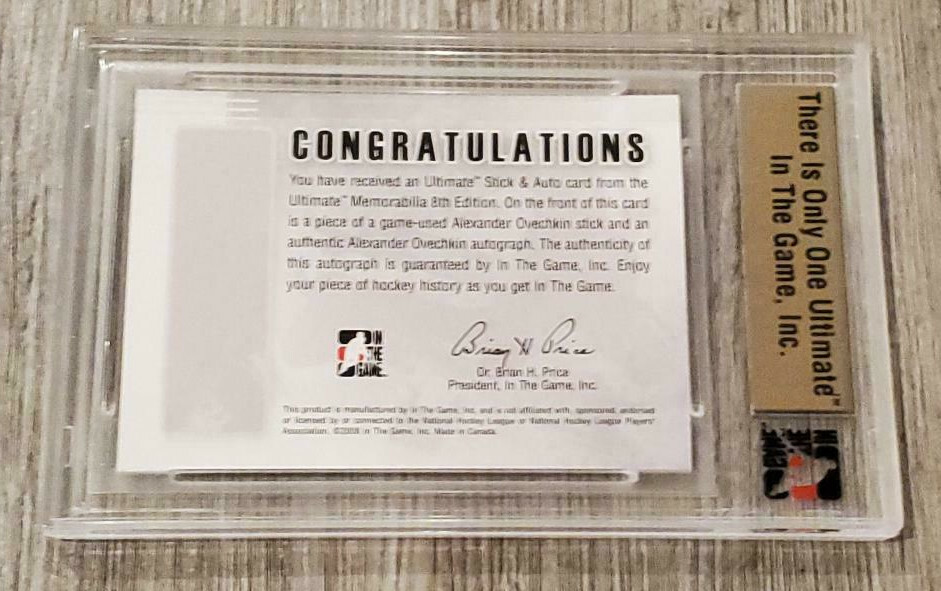 CONGRATULATIONS
You have received an Ultimate™ Stick & Auto card from the
Ultimate™ Memorabilia 8th Edition. On the front of this card
is a piece of a game-used Alexander Ovechkin stick and an
authentic Alexander Ovechkin autograph. The authenticity of
this autograph is guaranteed by In The Game, Inc. Enjoy
your piece of hockey history as you get In The Game.
IN
THE
GAME
Brian H Price
Dr. Brian H. Price
President, In The Game, Inc.
This product is manufactured by In The Game, Inc. and is not affiliated with, sponsored, endorsed
or licensed by or connected to the National Hockey League or National Hockey League Players'
Association. ©2008 In The Game, Inc. Made in Canada.
There is Only One Ultimate™
In The Game, Inc.
IN
THE
GAME